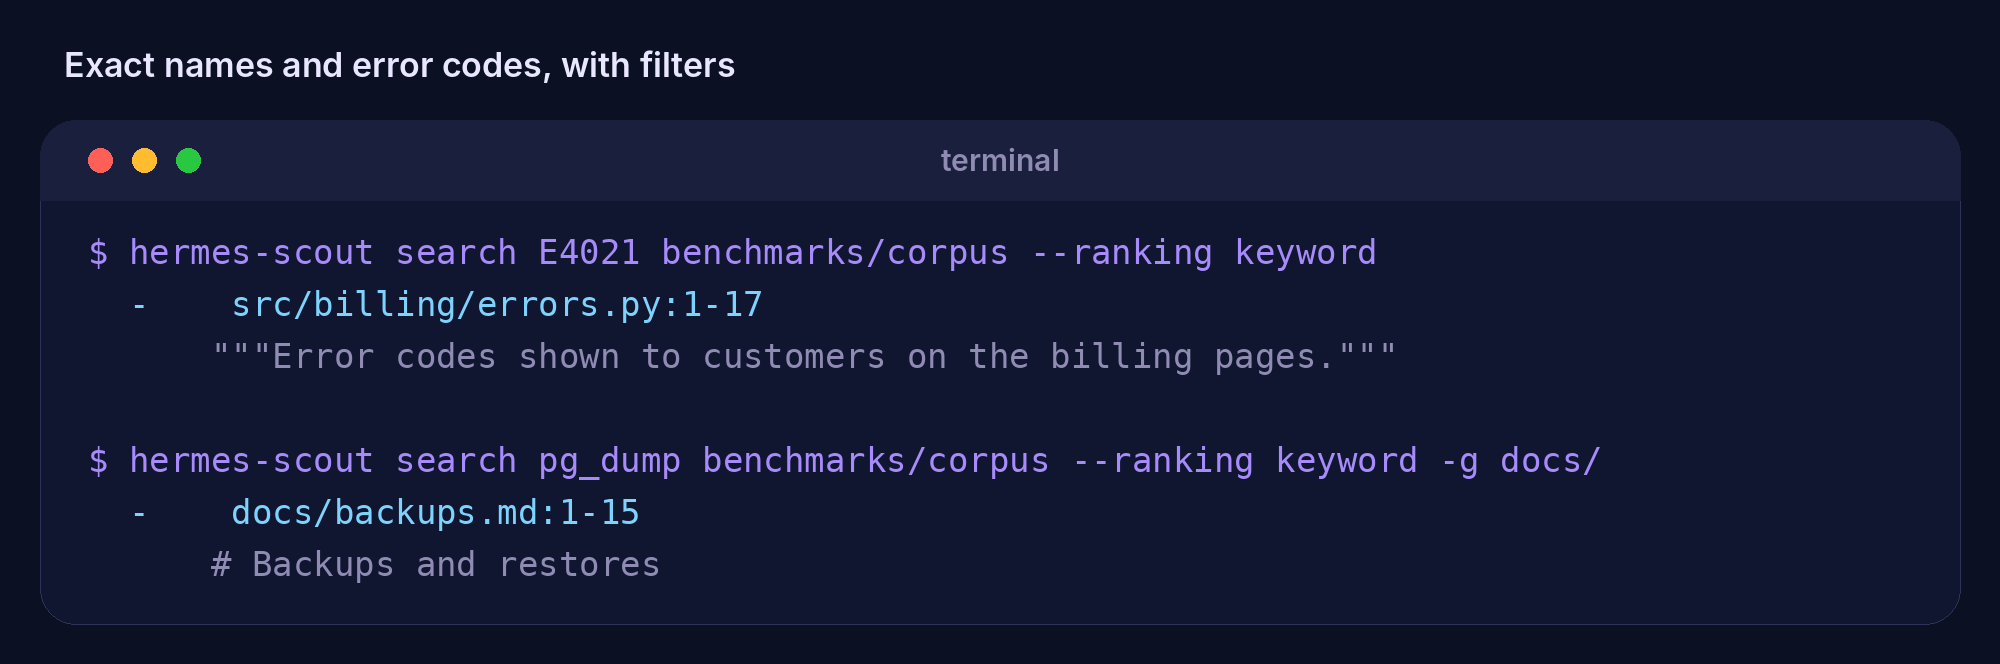 Exact names and error codes, with filters
terminal
$ hermes-scout search E4021 benchmarks/corpus --ranking keyword
  -    src/billing/errors.py:1-17
      """Error codes shown to customers on the billing pages."""
$ hermes-scout search pg_dump benchmarks/corpus --ranking keyword -g docs/
  -    docs/backups.md:1-15
      # Backups and restores